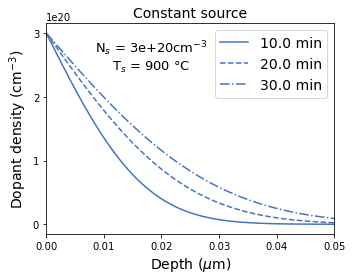 Constant source
1e20
3
2
1
0
Dopant density (cm⁻³)
Nₛ = 3e+20cm⁻³
Tₛ = 900 °C
10.0 min
20.0 min
30.0 min
0.00 0.01 0.02 0.03 0.04 0.05
Depth (μm)